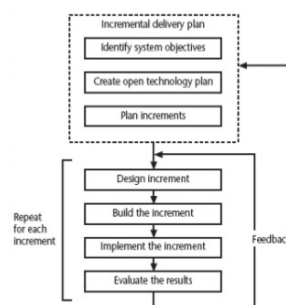 Incremental delivery plan
Identify system objectives
Create open technology plan
Plan increments
Design increment
Build the increment
Repeat
for each
increment
Implement the increment
Feedback
Evaluate the results